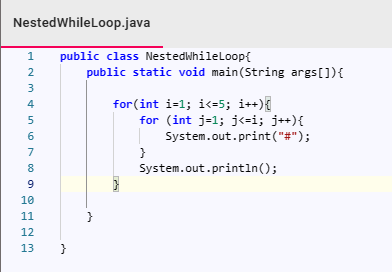 NestedWhileLoop.java
1 public class NestedWhileLoop{
2 public static void main(String args[]){
3
4 for(int i=1; i<=5; i++){
5 for (int j=1; j<=i; j++){
6 System.out.print("#");
7 }
8 System.out.println();
9 }
10
11 }
12
13 }